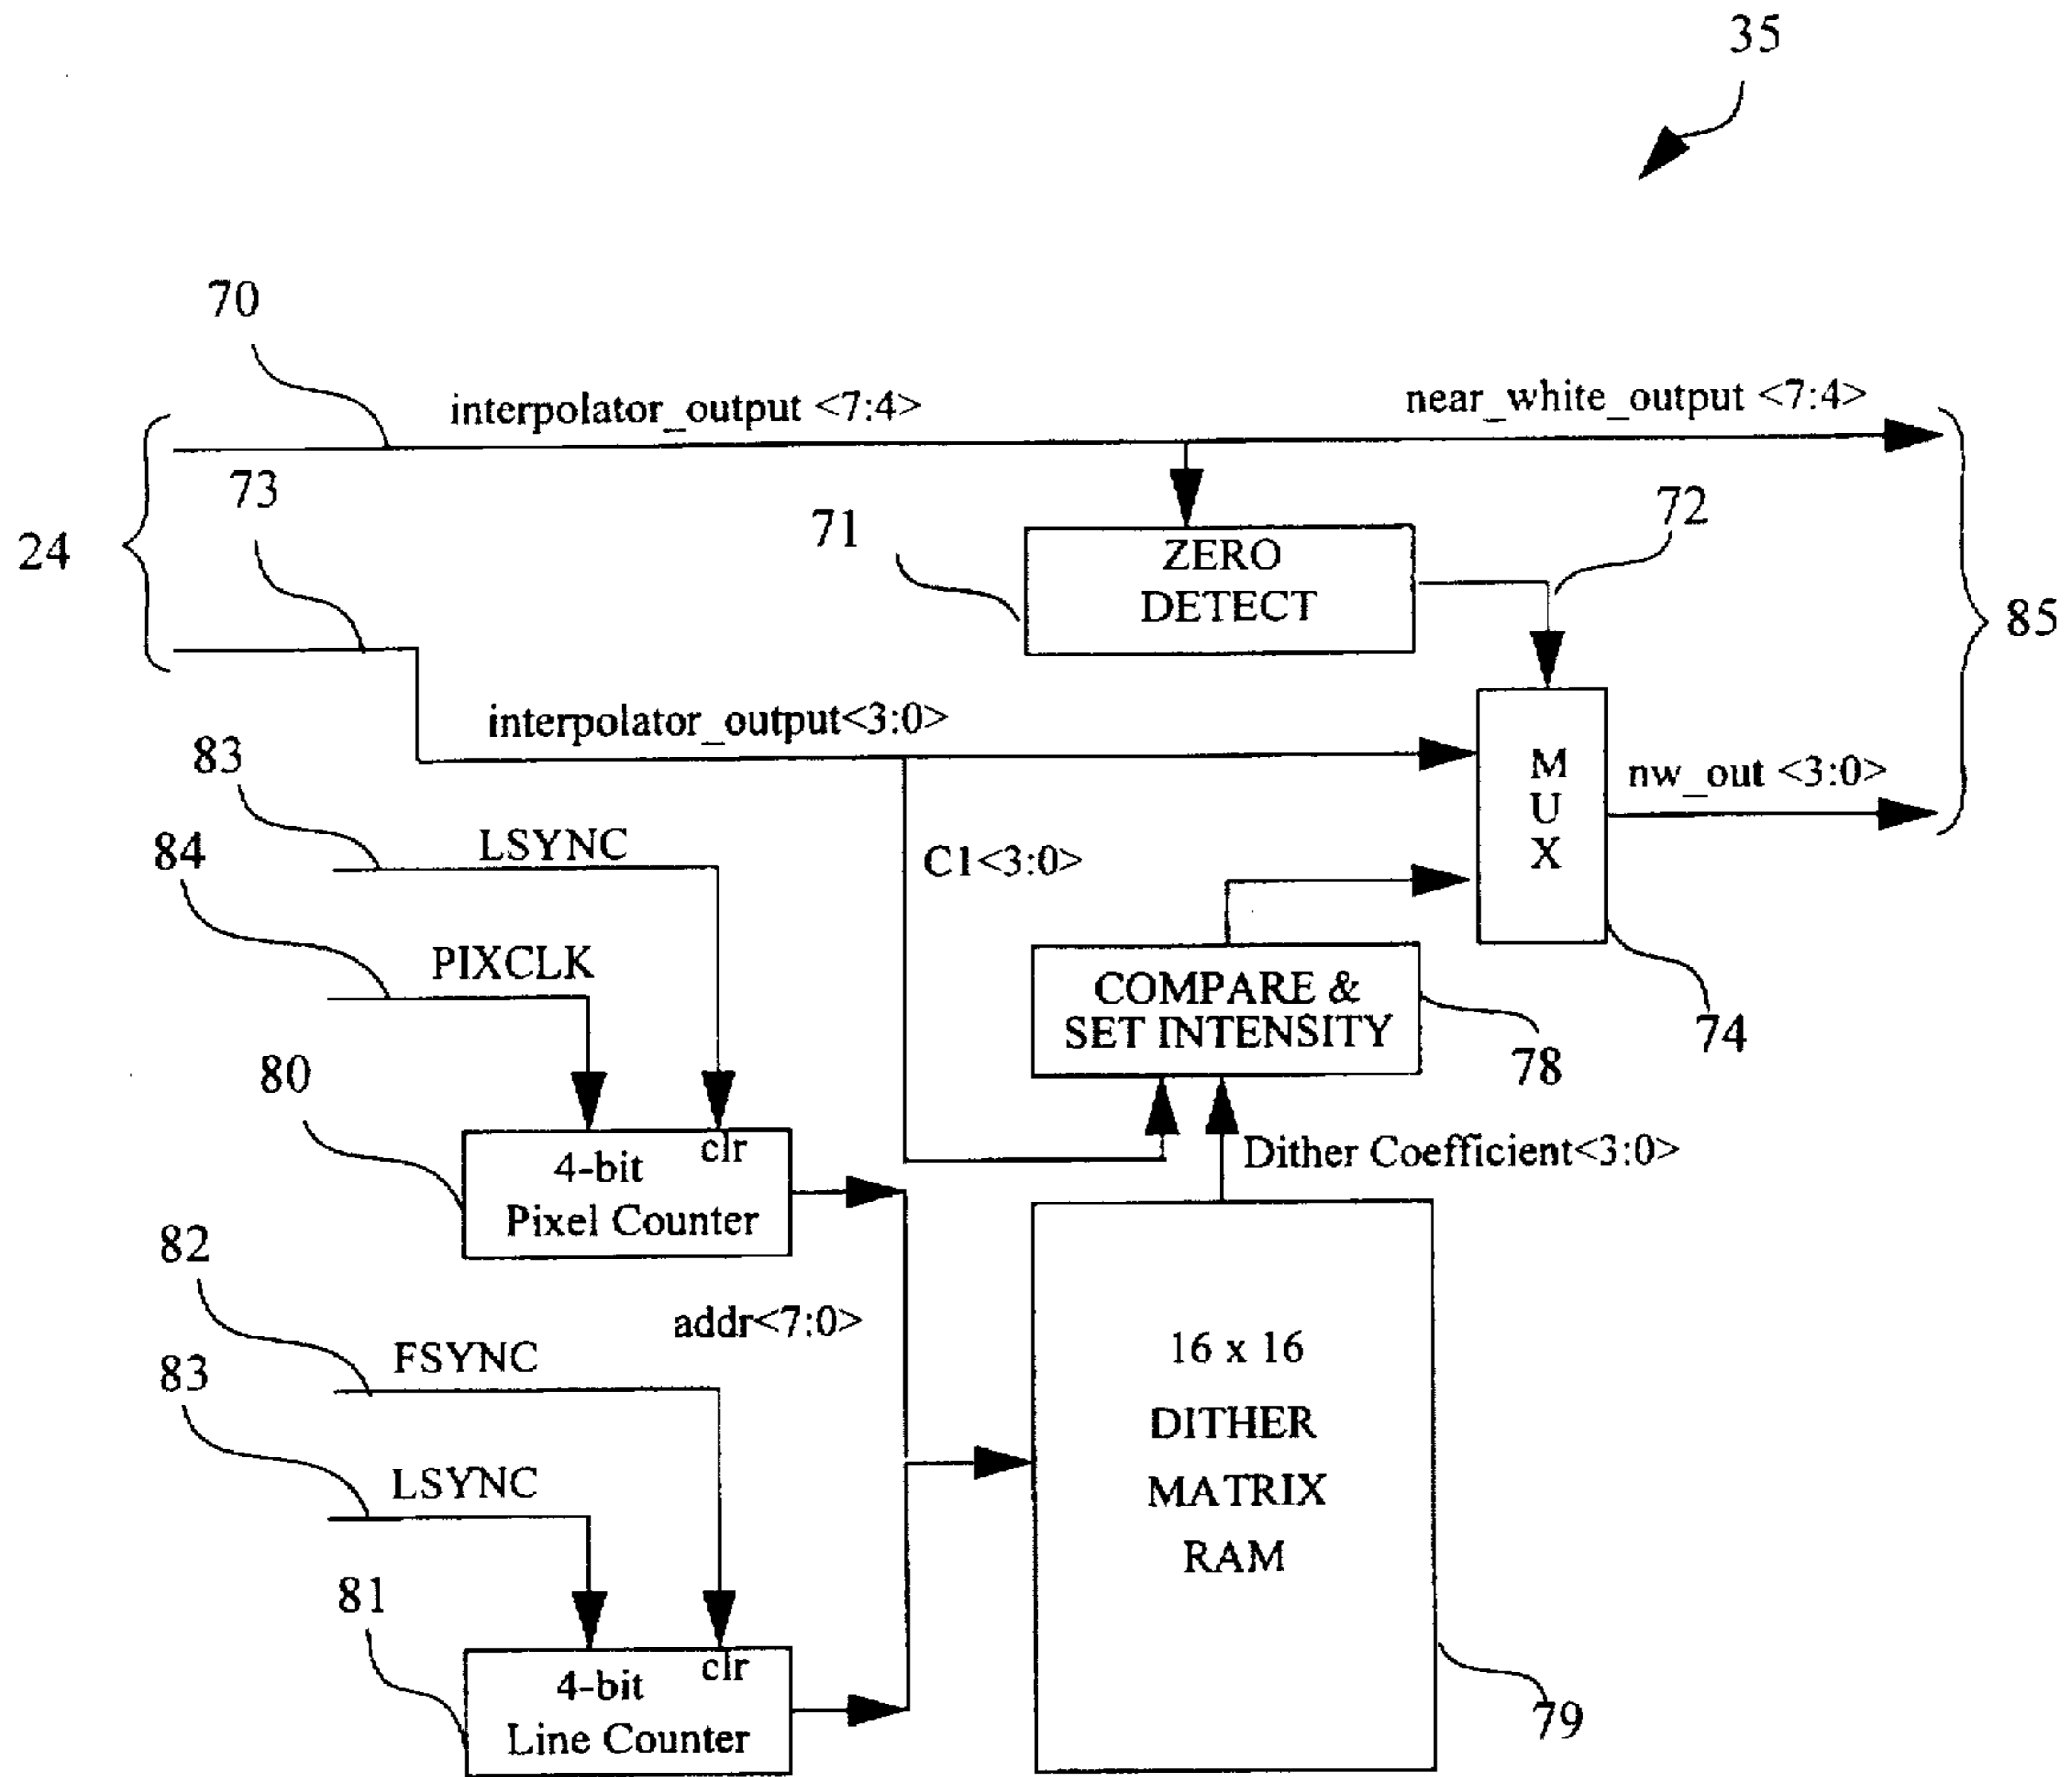 35
70
interpolator_output <7:4>
near_white_output <7:4>
73
24
71
ZERO
DETECT
72
85
interpolator_output<3:0>
83
LSYNC
84
PIXCLK
C1<3:0>
M
U
X
nw_out <3:0>
COMPARE &
SET INTENSITY
74
78
80
4-bit
clr
Pixel Counter
Dither Coefficient<3:0>
82
addr<7:0>
FSYNC
83
LSYNC
16 x 16
DITHER
MATRIX
RAM
81
4-bit
clr
Line Counter
79